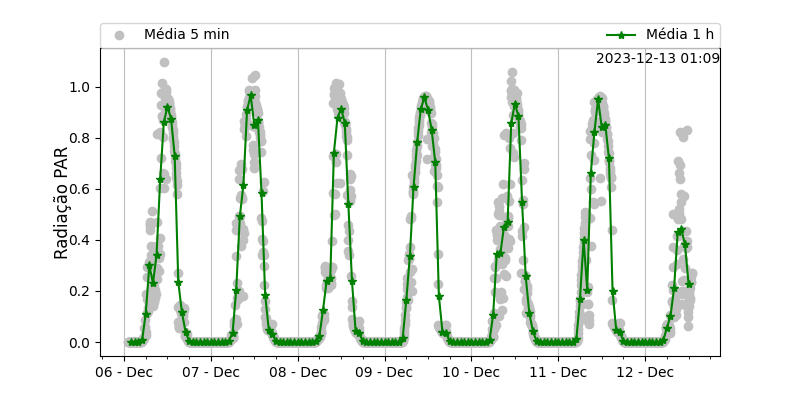 Média 5 min
Média 1 h
2023-12-13 01:09
Radiação PAR
1.0
0.8
0.6
0.4
0.2
0.0
06 - Dec
07 - Dec
08 - Dec
09 - Dec
10 - Dec
11 - Dec
12 - Dec